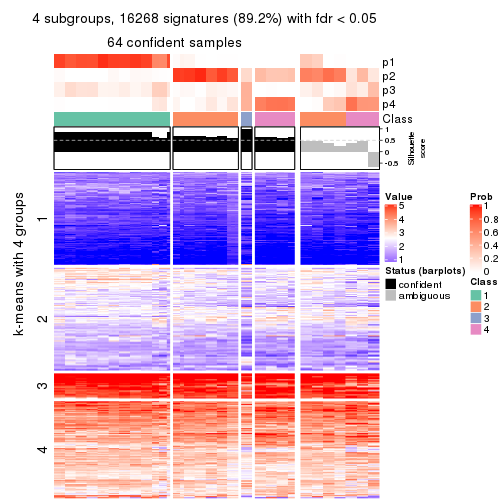 4 subgroups, 16268 signatures (89.2%) with fdr < 0.05
64 confident samples
p1
p2
p3
p4
Class
1
0.5
0
-0.5
Silhouette
score
k-means with 4 groups
1
2
3
4
Value
5
4
3
2
1
Status (barplots)
confident
ambiguous
Prob
1
0.8
0.6
0.4
0.2
0
Class
1
2
3
4